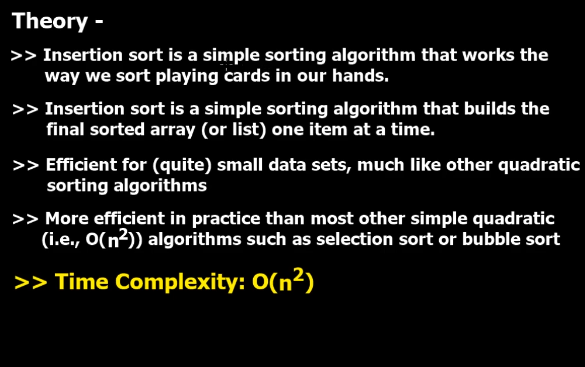 Theory -
>> Insertion sort is a simple sorting algorithm that works the
way we sort playing cards in our hands.
>> Insertion sort is a simple sorting algorithm that builds the
final sorted array (or list) one item at a time.
>> Efficient for (quite) small data sets, much like other quadratic
sorting algorithms
>> More efficient in practice than most other simple quadratic
(i.e., O(n²)) algorithms such as selection sort or bubble sort
>> Time Complexity: O(n²)